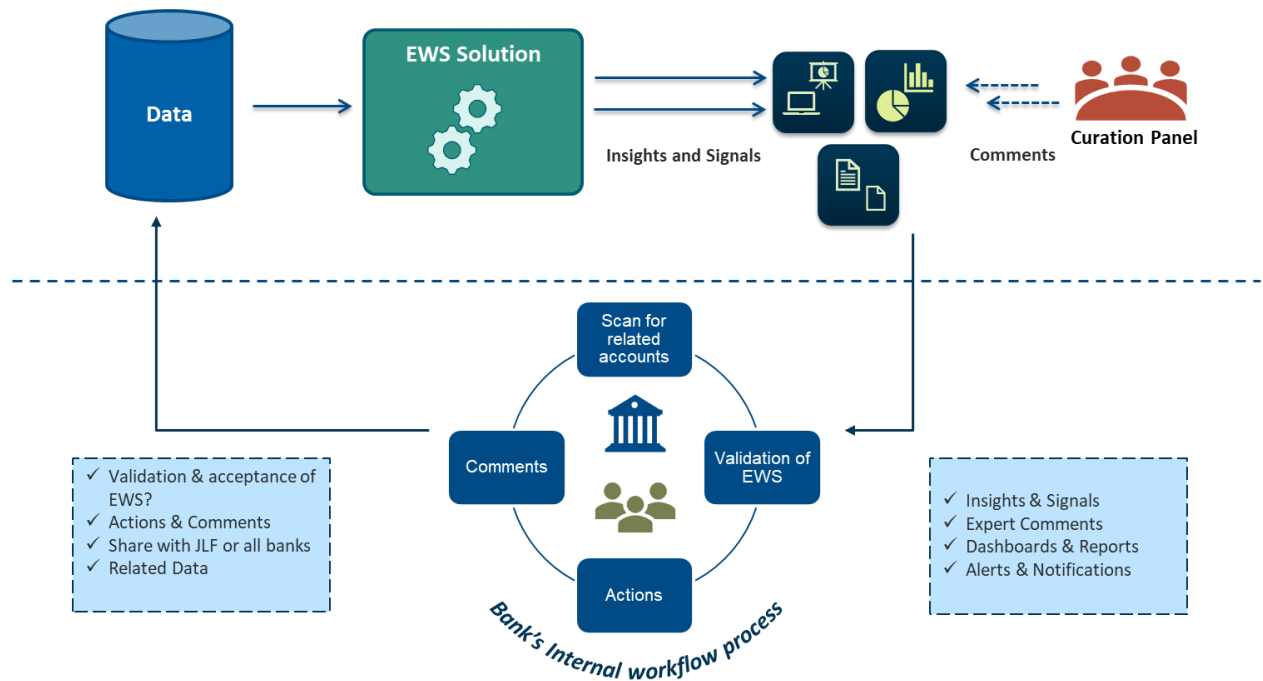 Data
EWS Solution
Insights and Signals
Comments
Curation Panel
Scan for
related
accounts
Comments
Validation of
EWS
Actions
Bank's Internal workflow process
✓ Validation & acceptance of
EWS?
✓ Actions & Comments
✓ Share with JLF or all banks
✓ Related Data
✓ Insights & Signals
✓ Expert Comments
✓ Dashboards & Reports
✓ Alerts & Notifications